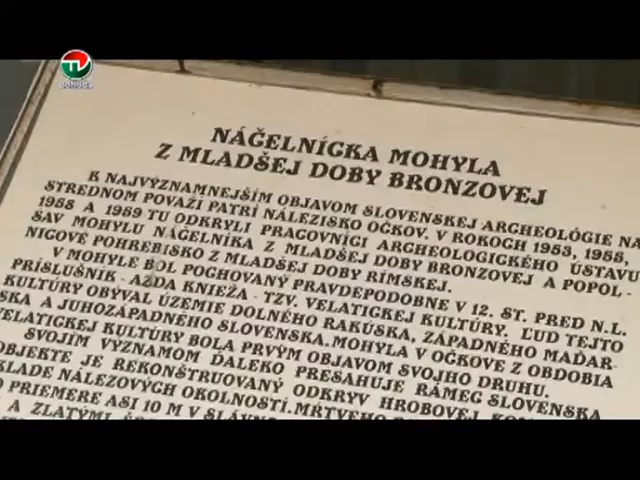 TV
BOHUŠ
NÁČELNÍCKA MOHYLA
Z MLADŠEJ DOBY BRONZOVEJ
K NAJVÝZNAMNEJŠÍM OBJAVOM SLOVENSKEJ ARCHEOLÓGIE NA
STREDNOM POVAŽÍ PATRÍ NÁLEZISKO OČKOV. V ROKOCH 1953, 1958,
1958 A 1959 TU ODKRYLI PRACOVNÍCI ARCHEOLOGICKÉHO ÚSTAVU
SAV MOHYLU NÁČELNÍKA Z MLADŠEJ DOBY BRONZOVEJ A POPOL-
NICOVÉ POHREBISKO Z MLADŠEJ DOBY RÍMSKEJ.
V MOHYLE BOL POCHOVANÝ PRAVDEPODOBNE V 12. ST. PRED N.L.
PRÍSLUŠNÍK - AZDA KNIEŽA - TZV. VELATICKEJ KULTÚRY. ĽUD TEJTO
KULTÚRY OBÝVAL ÚZEMIE DOLNÉHO RAKÚSKA, ZÁPADNÉHO MAĎAR-
SKA A JUHOZÁPADNÉHO SLOVENSKA. MOHYLA V OČKOVE Z OBDOBIA
VELATICKEJ KULTÚRY BOLA PRVÝM OBJAVOM SVOJHO DRUHU.
SVOJÍM VÝZNAMOM ĎALEKO PRESAHUJE RÁMEC SLOVENSKA
OBJEKTE JE REKONŠTRUOVANÝ ODKRYV HROBOVEJ
KLADE NÁLEZOVÝCH OKOLNOSTÍ. MŔTVEHO
O PRIEMERE ASI 10 M V
A ZLATÝMI